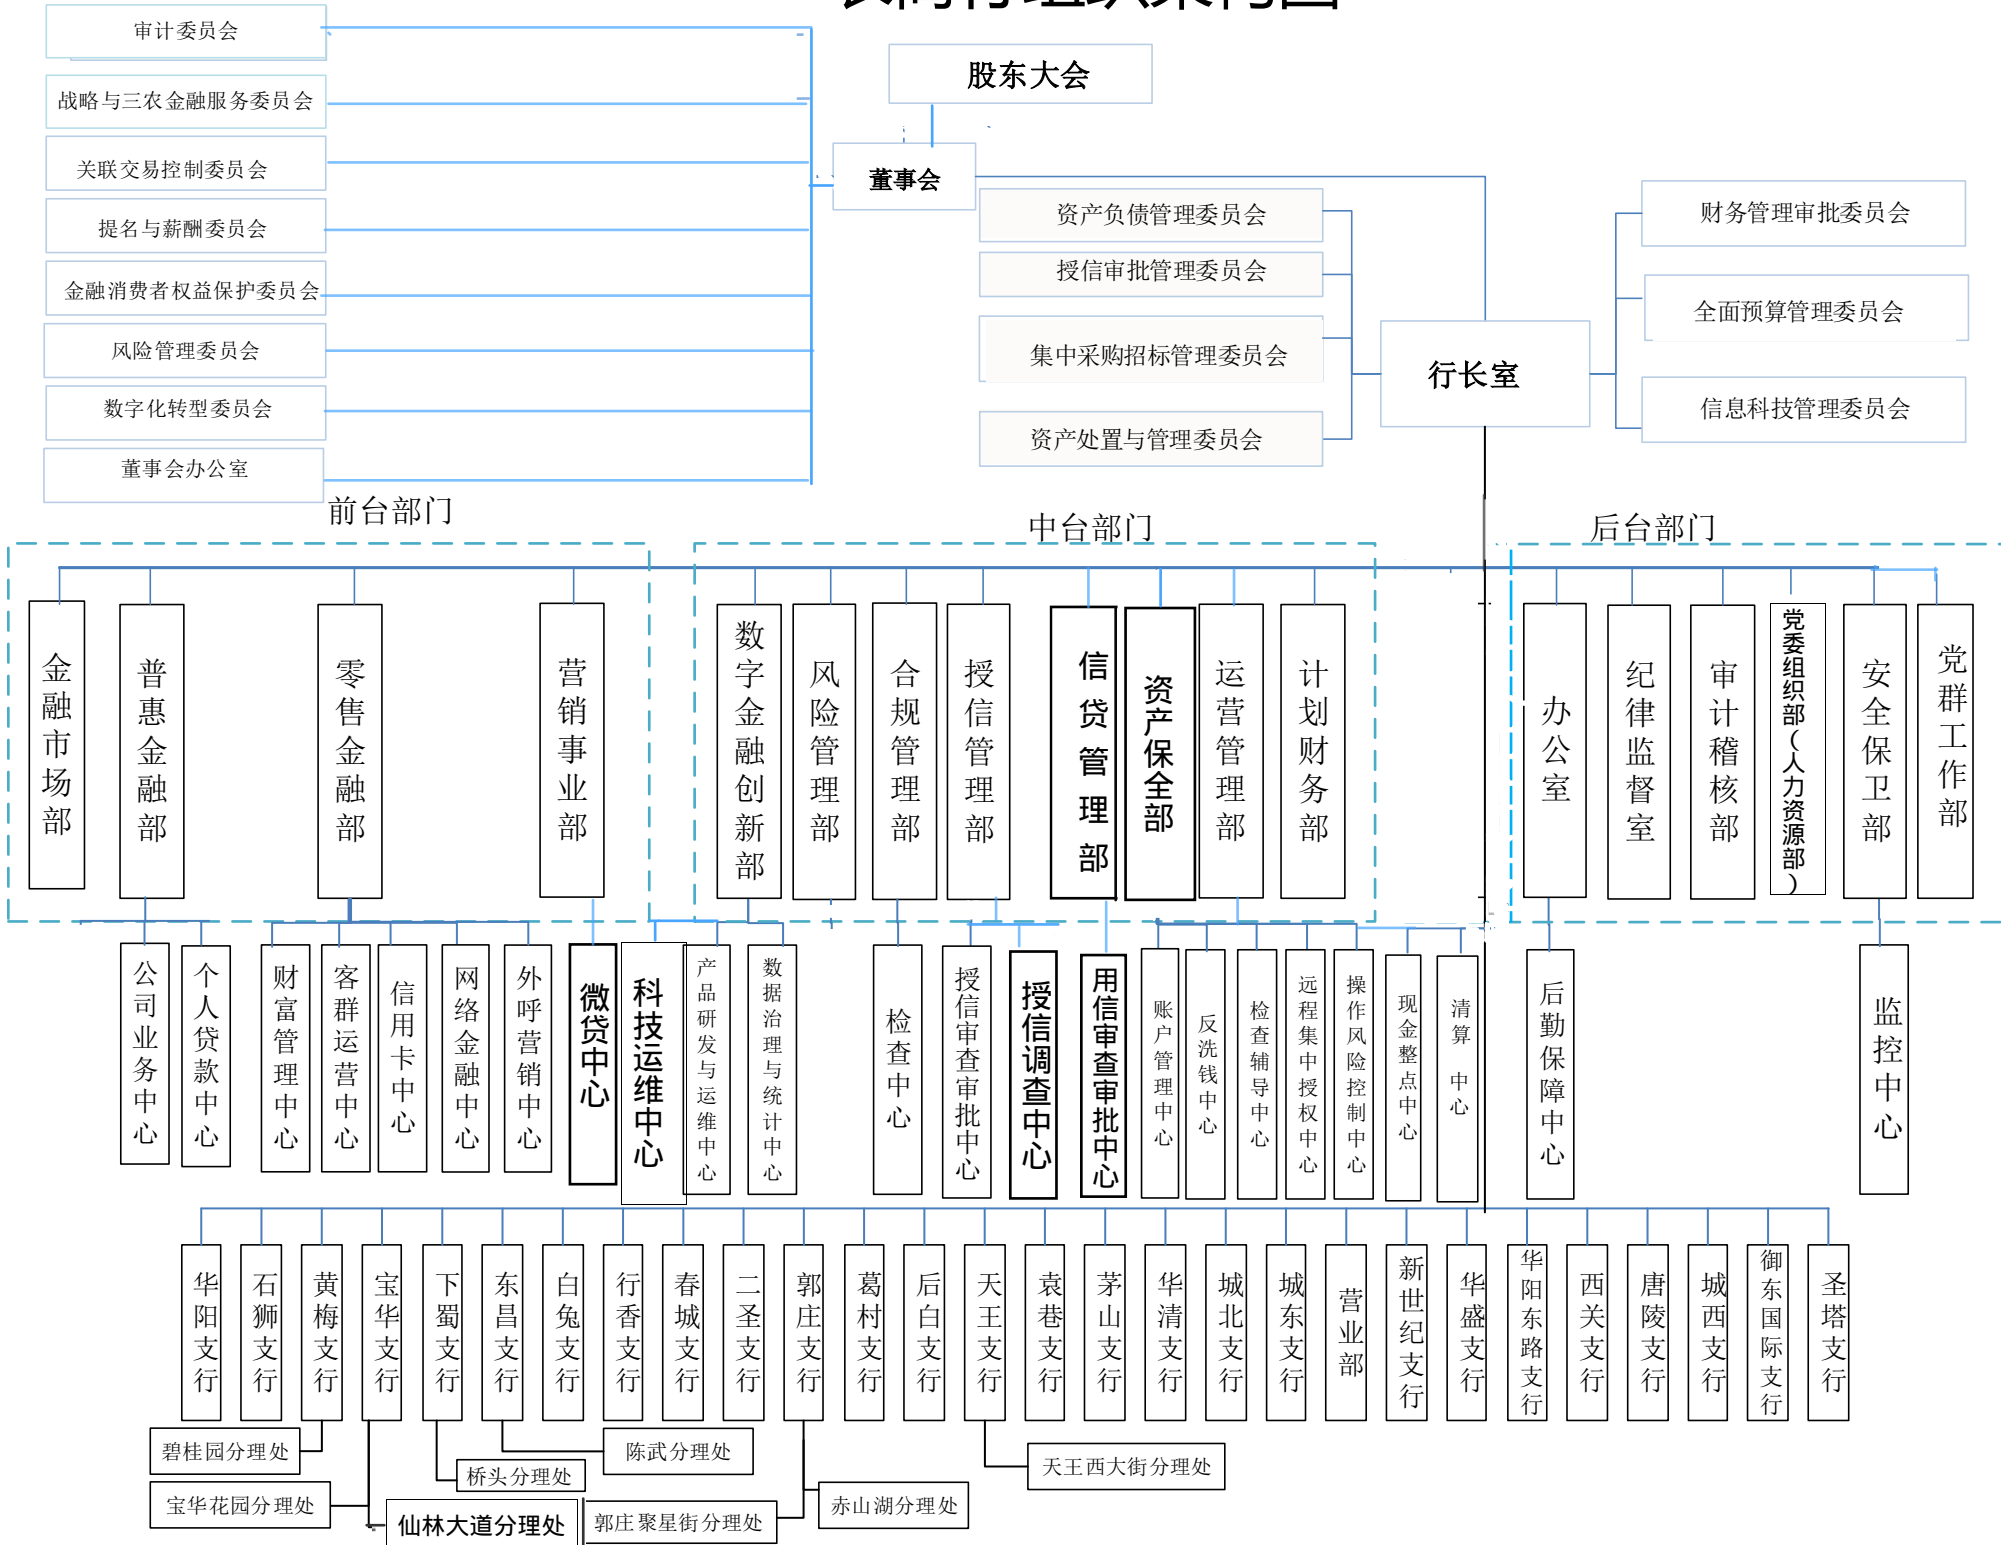 审计委员会
战略与三农金融服务委员会
关联交易控制委员会
提名与薪酬委员会
金融消费者权益保护委员会
风险管理委员会
数字化转型委员会
董事会办公室
股东大会
董事会
资产负债管理委员会
授信审批管理委员会
集中采购招标管理委员会
资产处置与管理委员会
行长室
财务管理审批委员会
全面预算管理委员会
信息科技管理委员会
前台部门
中台部门
后台部门
金融市场部
普惠金融部
零售金融部
营销事业部
数字金融创新部
风险管理部
合规管理部
授信管理部
信贷管理部
资产保全部
运营管理部
计划财务部
办公室
纪律监督室
审计稽核部
党委组织部（人力资源部）
安全保卫部
党群工作部
公司业务中心
个人贷款中心
财富管理中心
客群运营中心
信用卡中心
网络金融中心
外呼营销中心
微贷中心
科技运维中心
产品研发与运维中心
数据治理与统计中心
检查中心
授信审查审批中心
授信调查中心
用信审查审批中心
账户管理中心
反洗钱中心
检查辅导中心
远程集中授权中心
操作风险控制中心
现金整点中心
清算 中心
后勤保障中心
监控中心
华阳支行
石狮支行
黄梅支行
宝华支行
下蜀支行
东昌支行
白兔支行
行香支行
春城支行
二圣支行
郭庄支行
葛村支行
后白支行
天王支行
袁巷支行
茅山支行
华清支行
城北支行
城东支行
营业部
新世纪支行
华盛支行
华阳东路支行
西关支行
唐陵支行
城西支行
御东国际支行
圣塔支行
碧桂园分理处
陈武分理处
天王西大街分理处
桥头分理处
宝华花园分理处
赤山湖分理处
仙林大道分理处
郭庄聚星街分理处